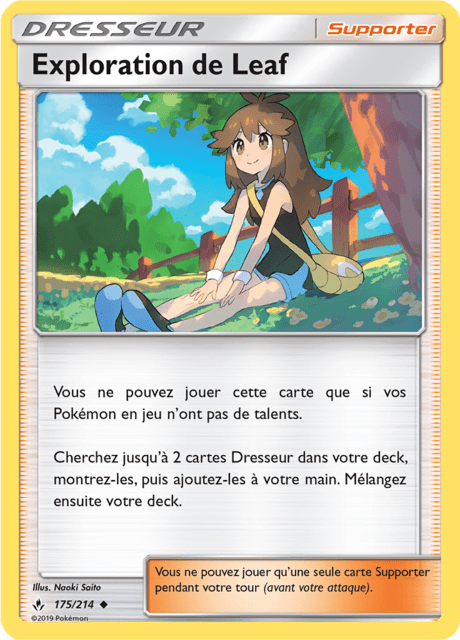 DRESSEUR
Supporter
Exploration de Leaf
Vous ne pouvez jouer cette carte que si vos
Pokémon en jeu n'ont pas de talents.
Cherchez jusqu'à 2 cartes Dresseur dans votre deck,
montrez-les, puis ajoutez-les à votre main. Mélangez
ensuite votre deck.
Vous ne pouvez jouer qu'une seule carte Supporter
pendant votre tour (avant votre attaque).
Illus. Naoki Saito
175/214 ◆
©2019 Pokémon